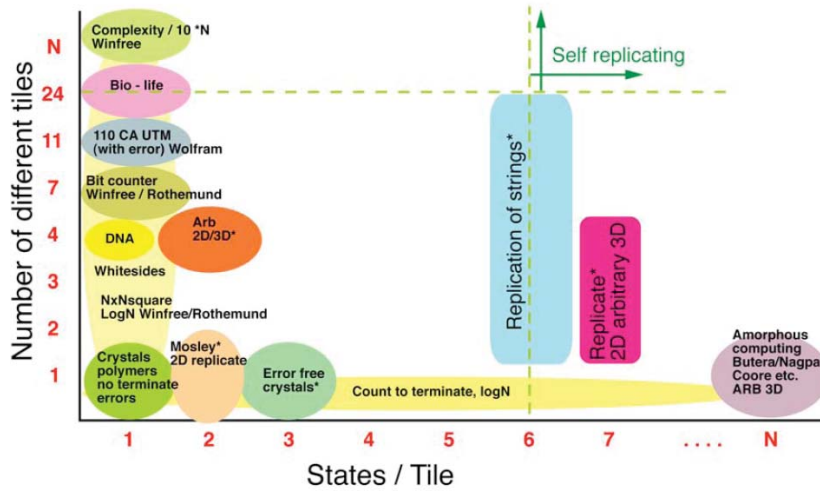 Number of different tiles
N
24
11
7
4
3
2
1
Complexity / 10 *N
Winfree
Bio - life
110 CA UTM
(with error) Wolfram
Bit counter
Winfree / Rothemund
DNA
Arb
2D/3D*
Whitesides
NxNsquare
LogN Winfree/Rothemund
Crystals
polymers
no terminate
errors
Mosley*
2D replicate
Error free
crystals*
Count to terminate, logN
Self replicating
Replication of strings*
Replicate*
2D arbitrary 3D
Amorphous
computing
Butera/Nagpa
Coore etc.
ARB 3D
1 2 3 4 5 6 7 .... N
States / Tile